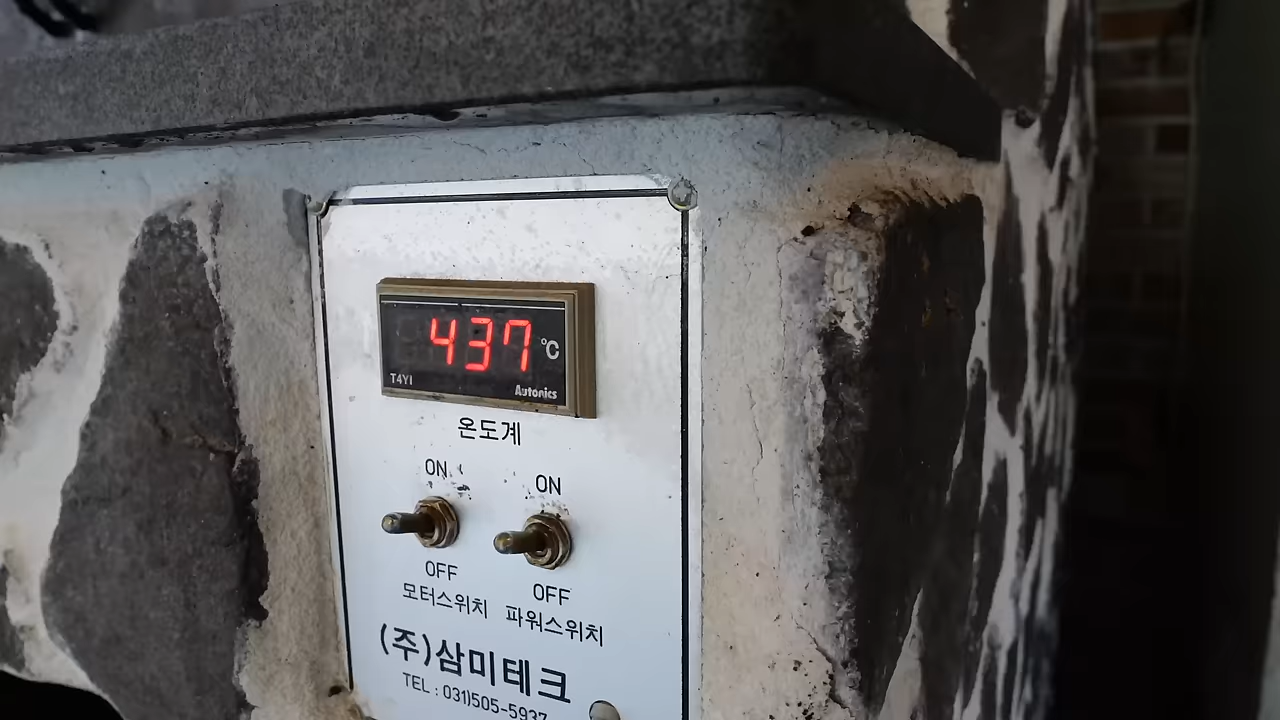 437 ℃
T4YI Autonics
온도계
ON ON
OFF OFF
모터스위치 파워스위치
(주)삼미테크
TEL : 031)505-5937